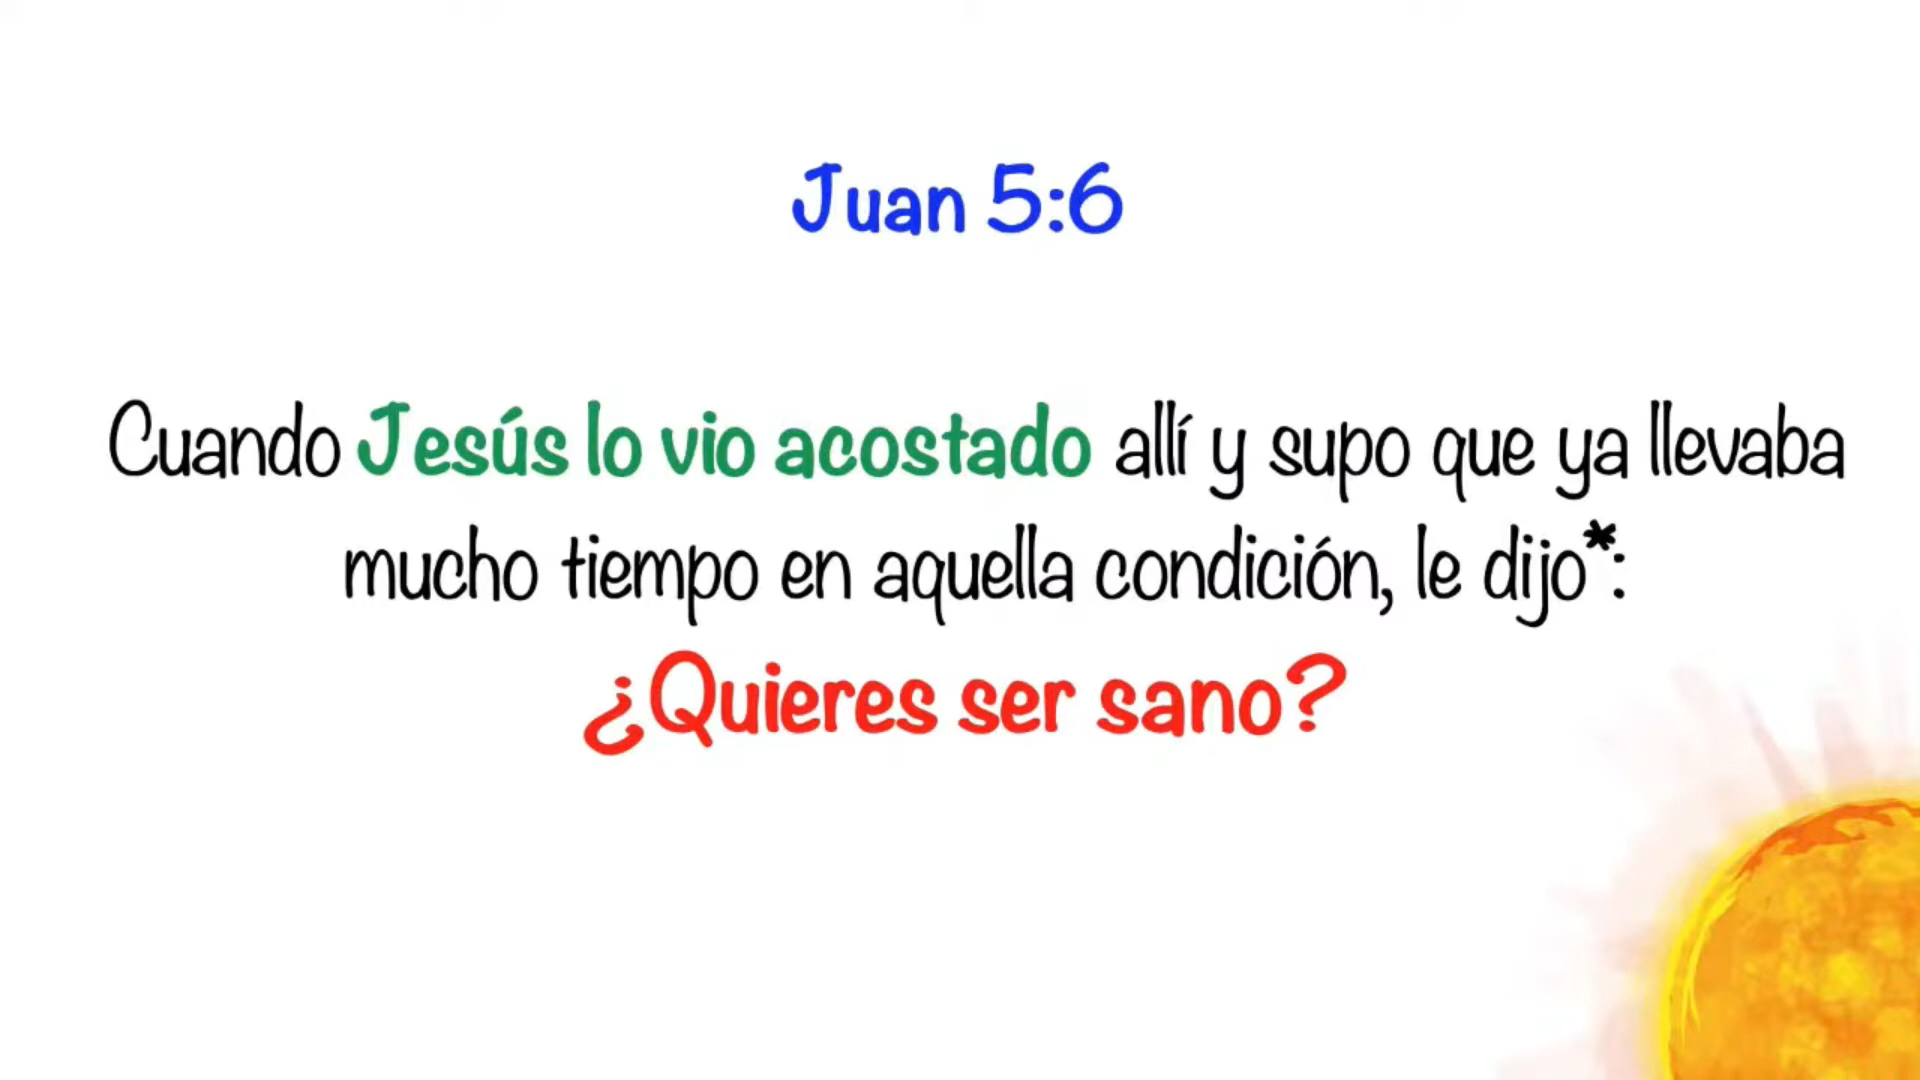 Juan 5:6
Cuando Jesús lo vio acostado allí y supo que ya llevaba
mucho tiempo en aquella condición, le dijo*:
¿Quieres ser sano?